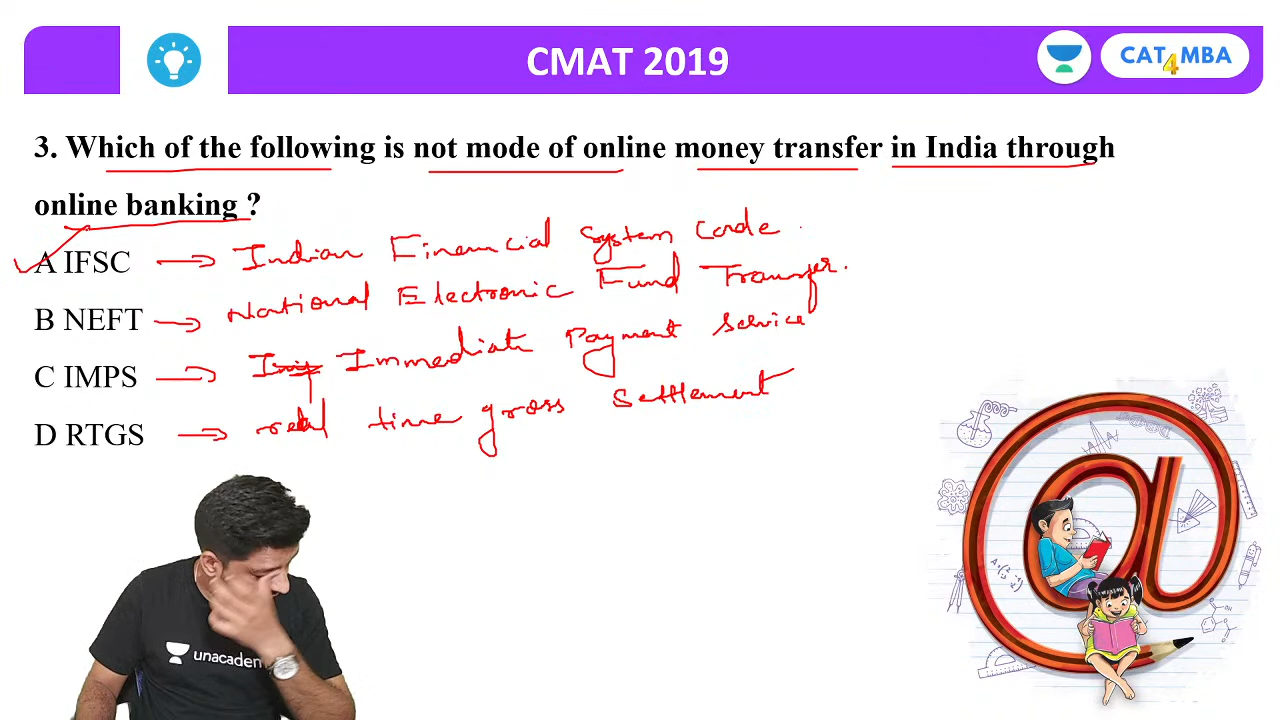 CMAT 2019
CAT4MBA
3. Which of the following is not mode of online money transfer in India through
online banking ?
A IFSC → Indian Financial System Code.
B NEFT → National Electronic Fund Transfer.
C IMPS → Immediate Payment Service
D RTGS → real time gross Settlement
unacadem